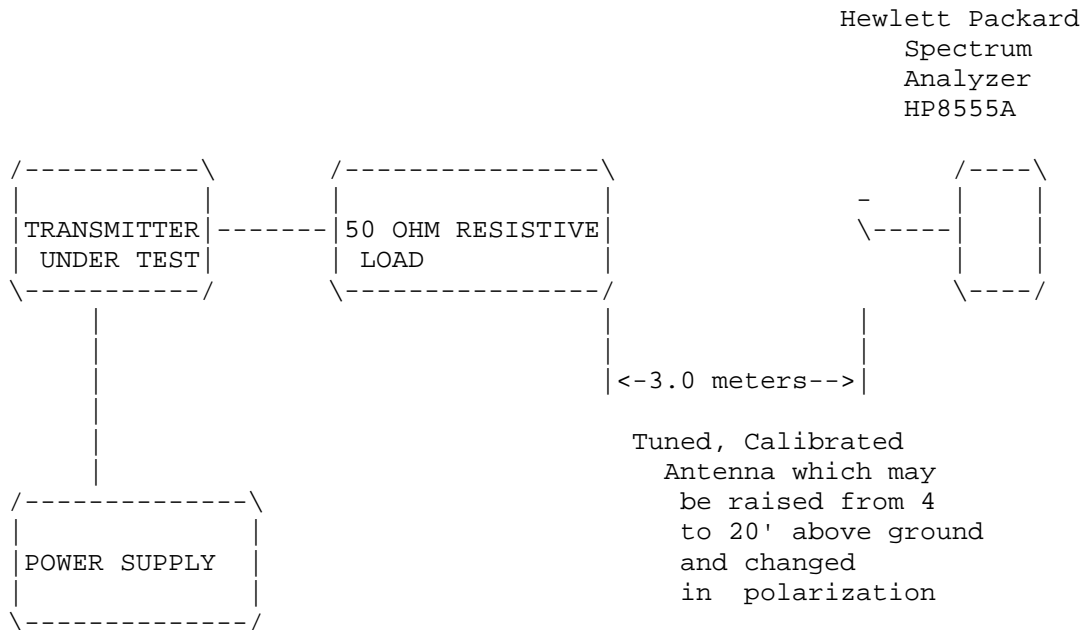 Hewlett Packard
Spectrum
Analyzer
HP8555A
TRANSMITTER
UNDER TEST
50 OHM RESISTIVE
LOAD
<-3.0 meters-->
Tuned, Calibrated
Antenna which may
be raised from 4
to 20' above ground
and changed
in polarization
POWER SUPPLY